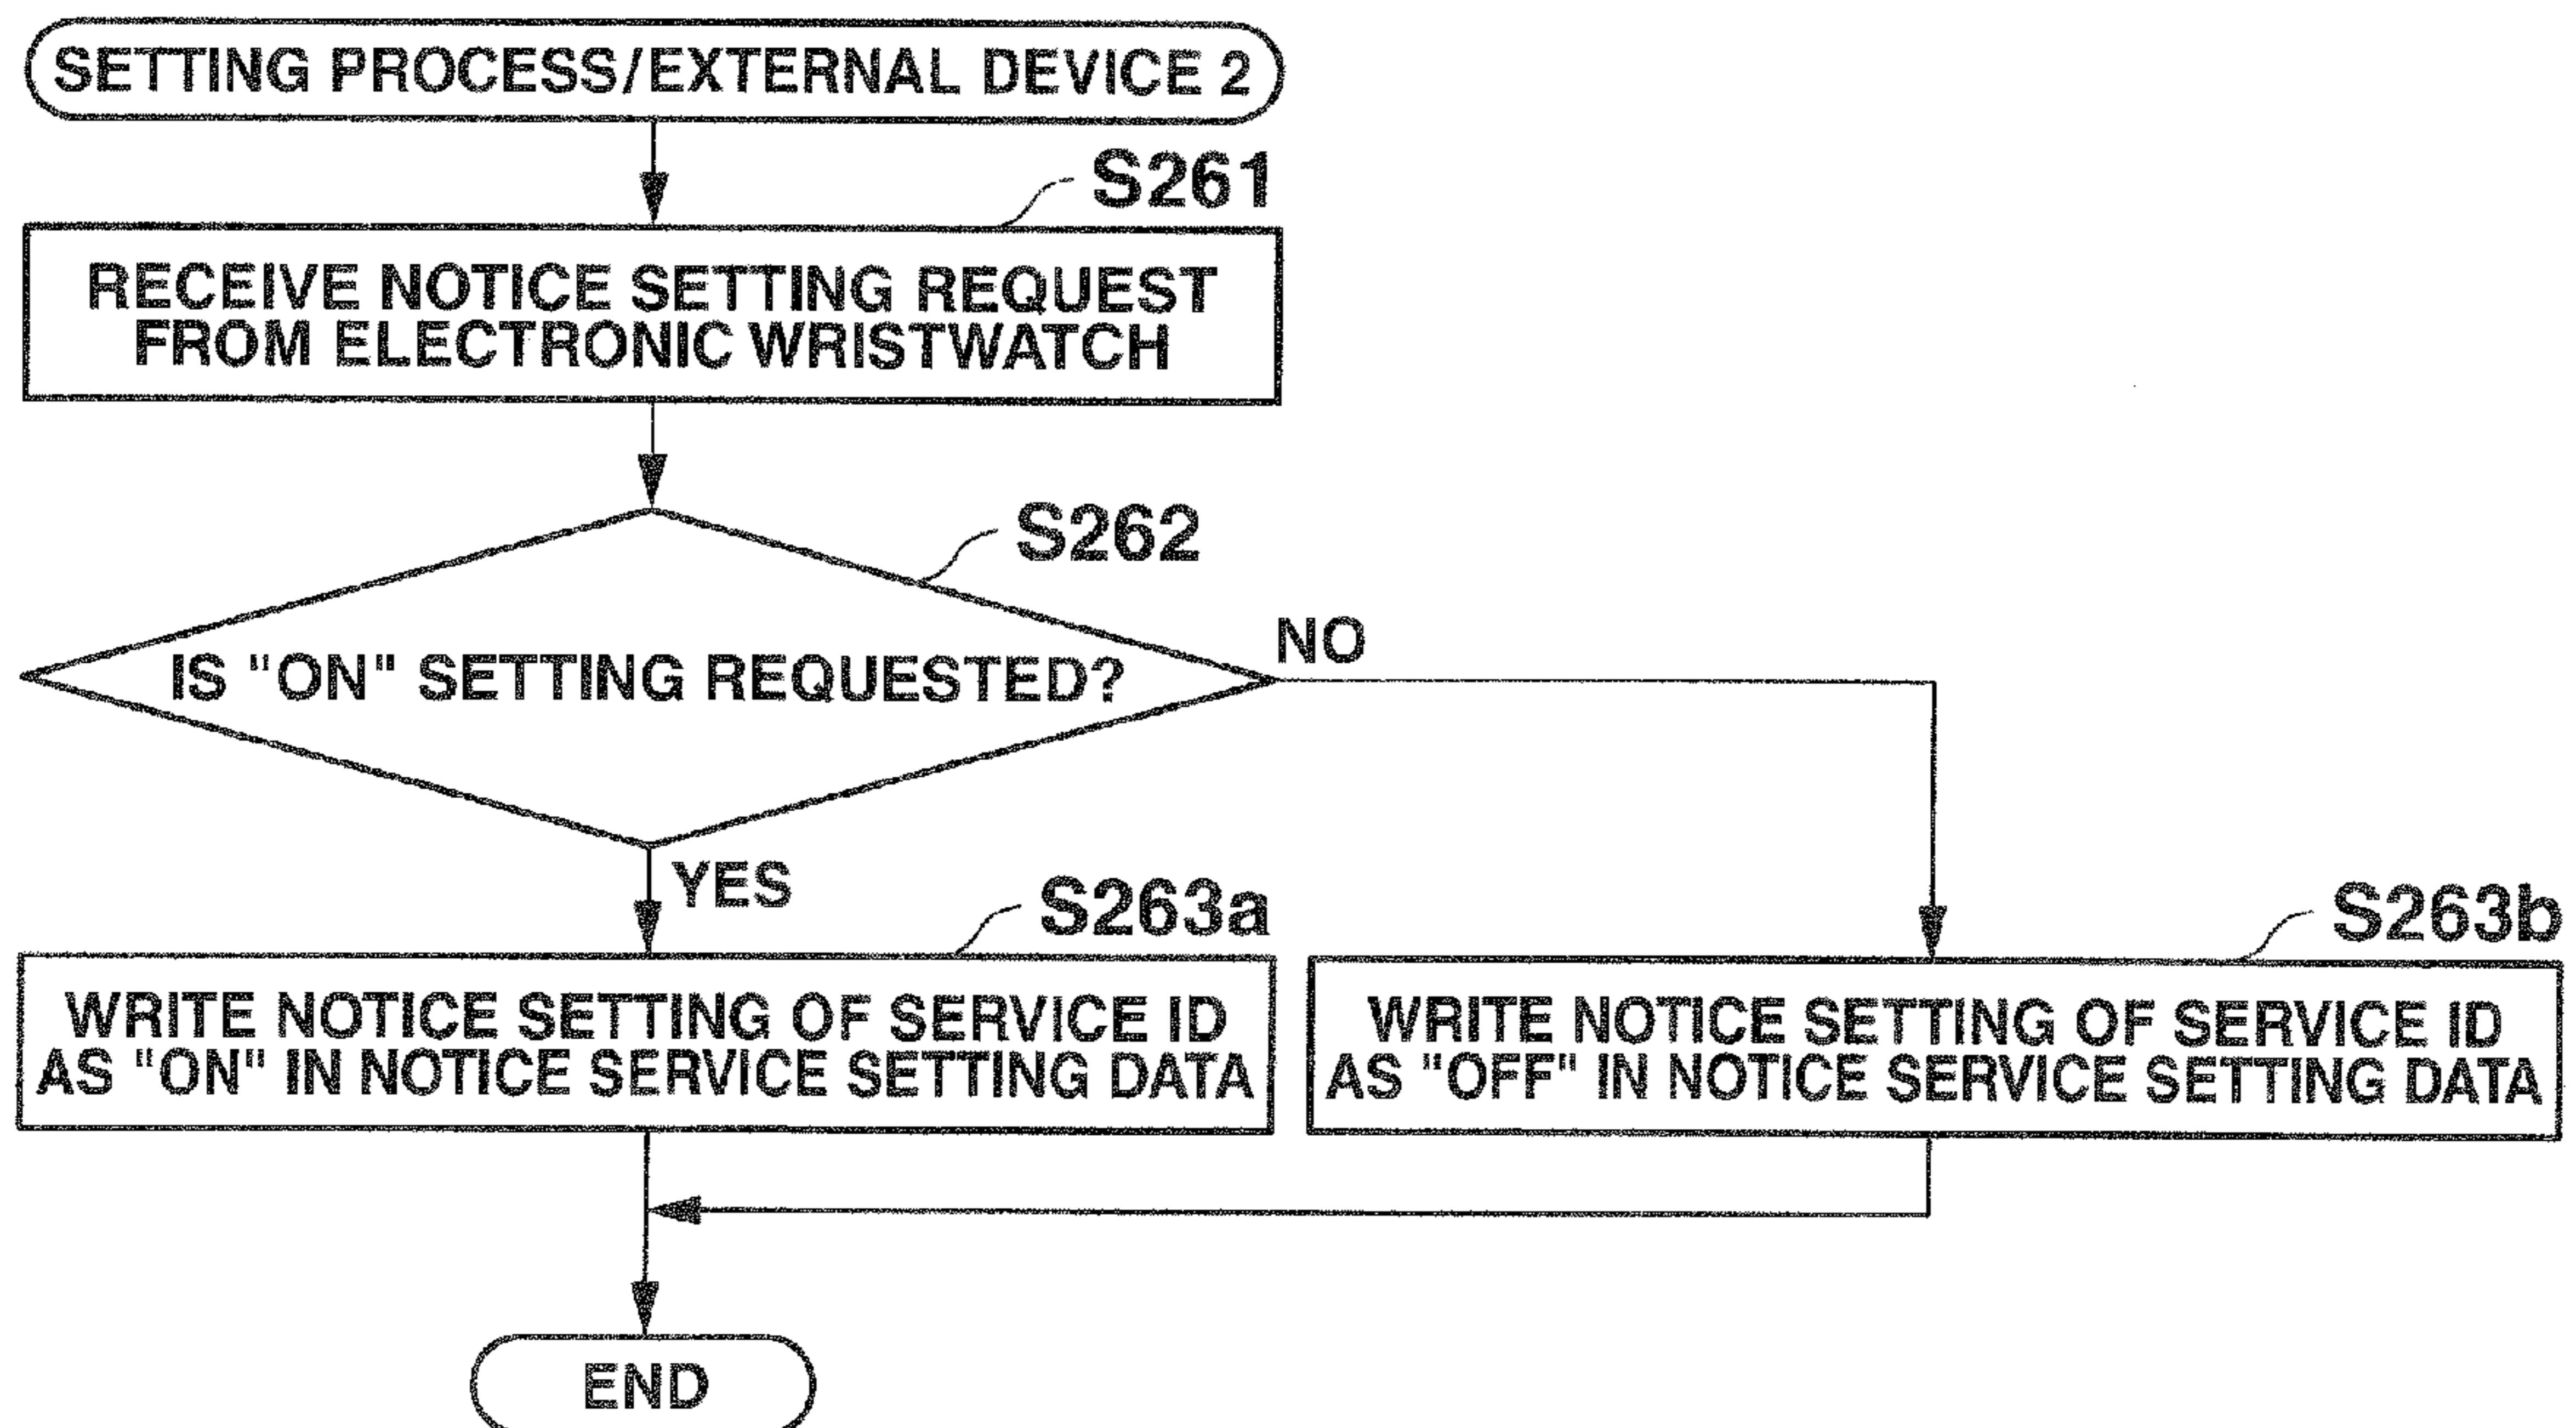 SETTING PROCESS/EXTERNAL DEVICE 2
S261
RECEIVE NOTICE SETTING REQUEST
FROM ELECTRONIC WRISTWATCH
S262
IS "ON" SETTING REQUESTED?
NO
YES
S263a
WRITE NOTICE SETTING OF SERVICE ID
AS "ON" IN NOTICE SERVICE SETTING DATA
S263b
WRITE NOTICE SETTING OF SERVICE ID
AS "OFF" IN NOTICE SERVICE SETTING DATA
END